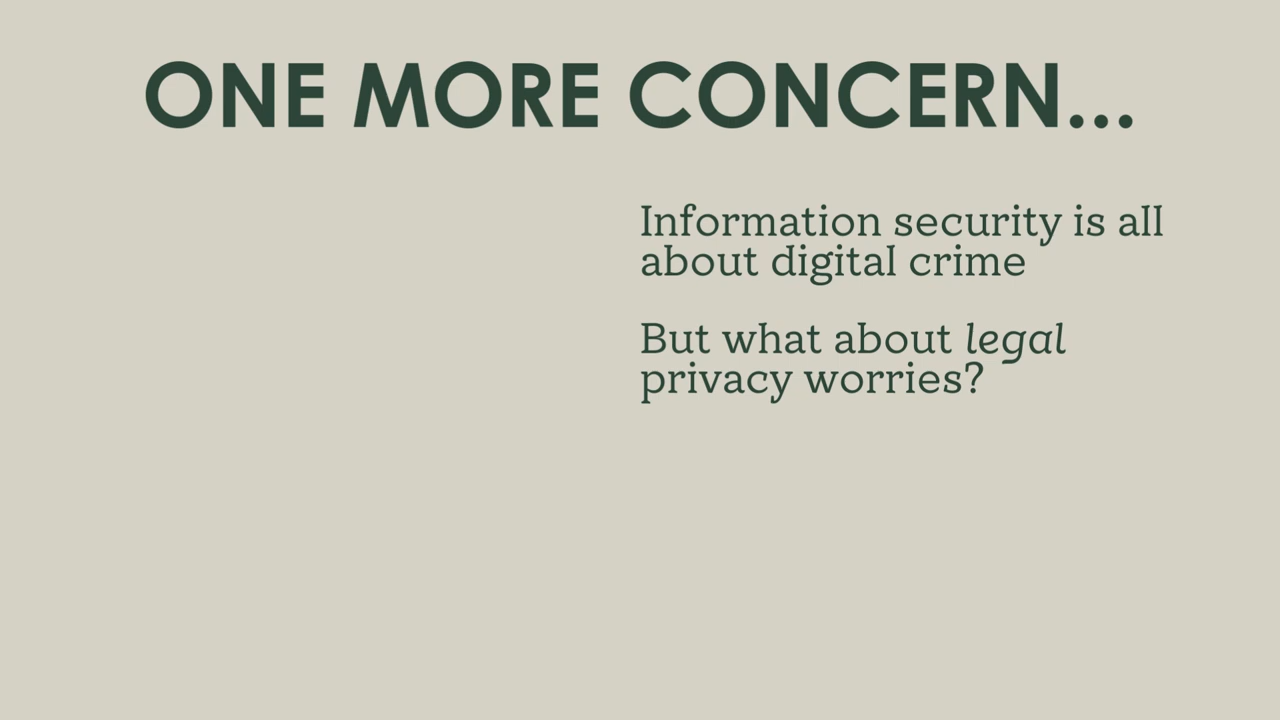 ONE MORE CONCERN...
Information security is all
about digital crime
But what about legal
privacy worries?